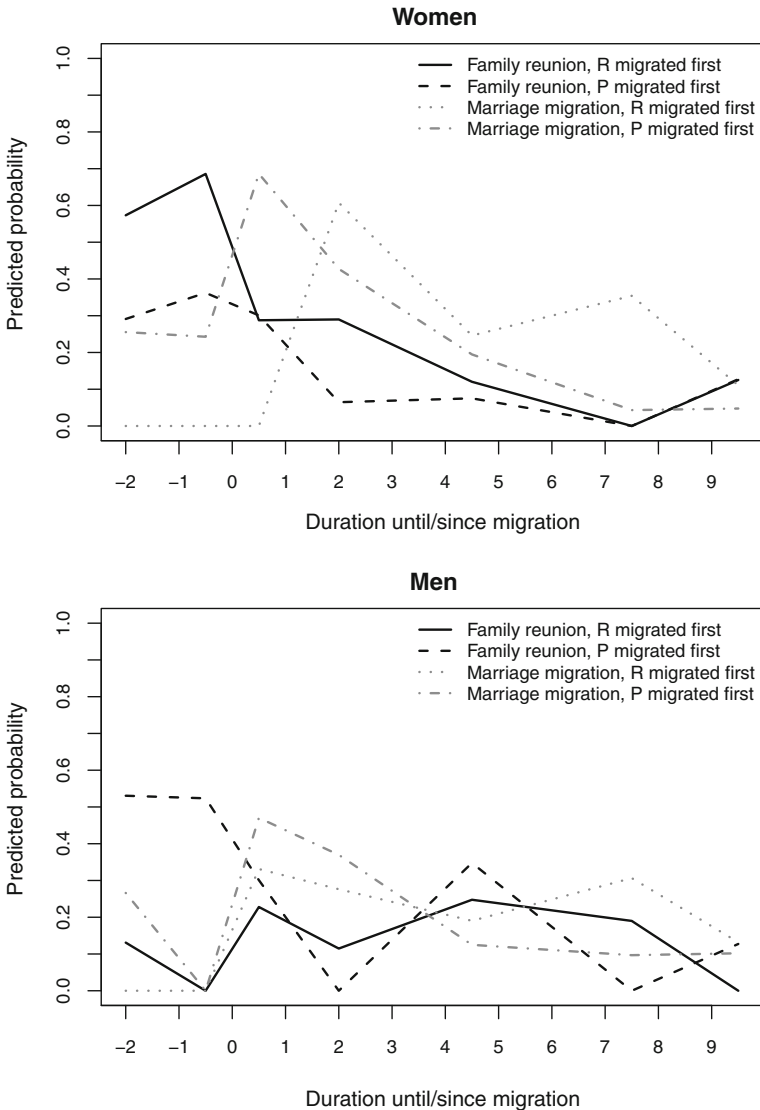 Women
Family reunion, R migrated first
Family reunion, P migrated first
Marriage migration, R migrated first
Marriage migration, P migrated first
Predicted probability
1.0
0.8
0.6
0.4
0.2
0.0
−2 −1 0 1 2 3 4 5 6 7 8 9
Duration until/since migration
Men
Family reunion, R migrated first
Family reunion, P migrated first
Marriage migration, R migrated first
Marriage migration, P migrated first
Predicted probability
1.0
0.8
0.6
0.4
0.2
0.0
−2 −1 0 1 2 3 4 5 6 7 8 9
Duration until/since migration